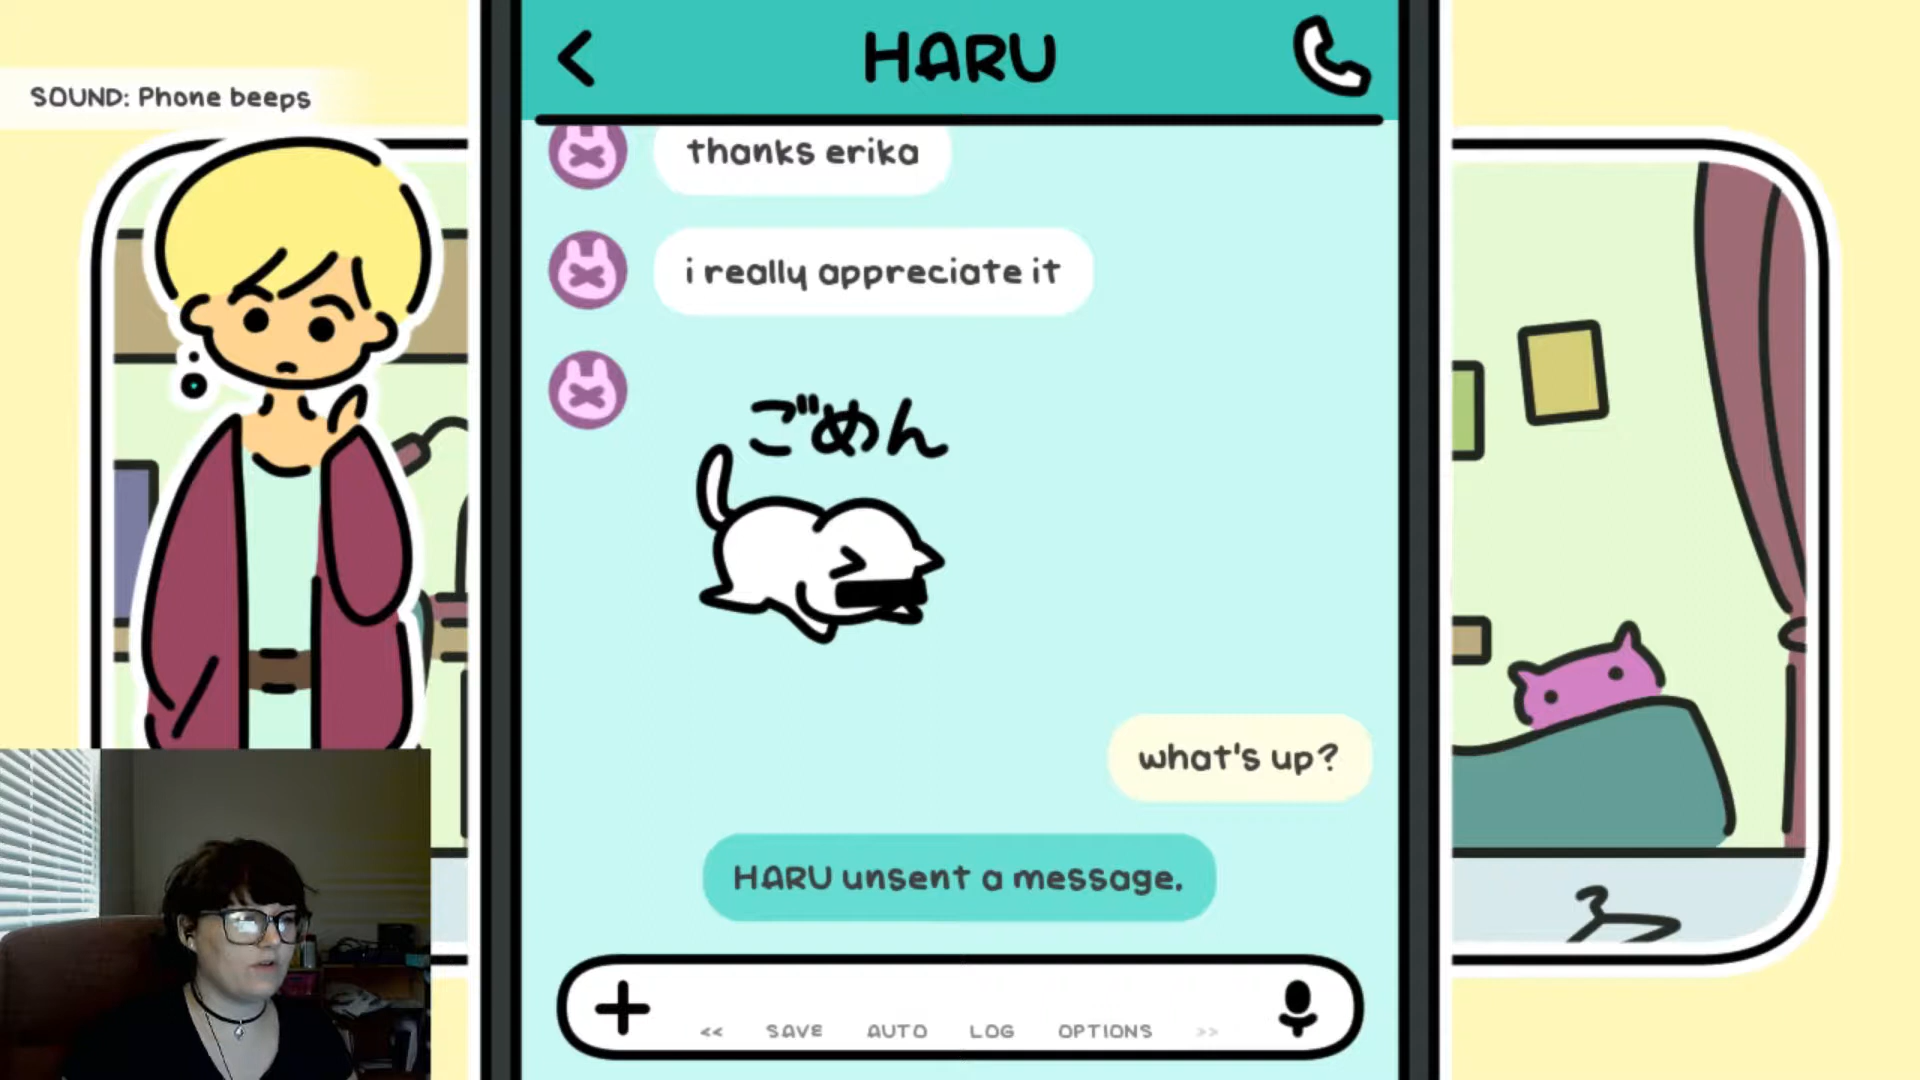 HARU
SOUND: Phone beeps
thanks erika
i really appreciate it
ごめん
what's up?
HARU unsent a message.
<< SAVE AUTO LOG OPTIONS >>